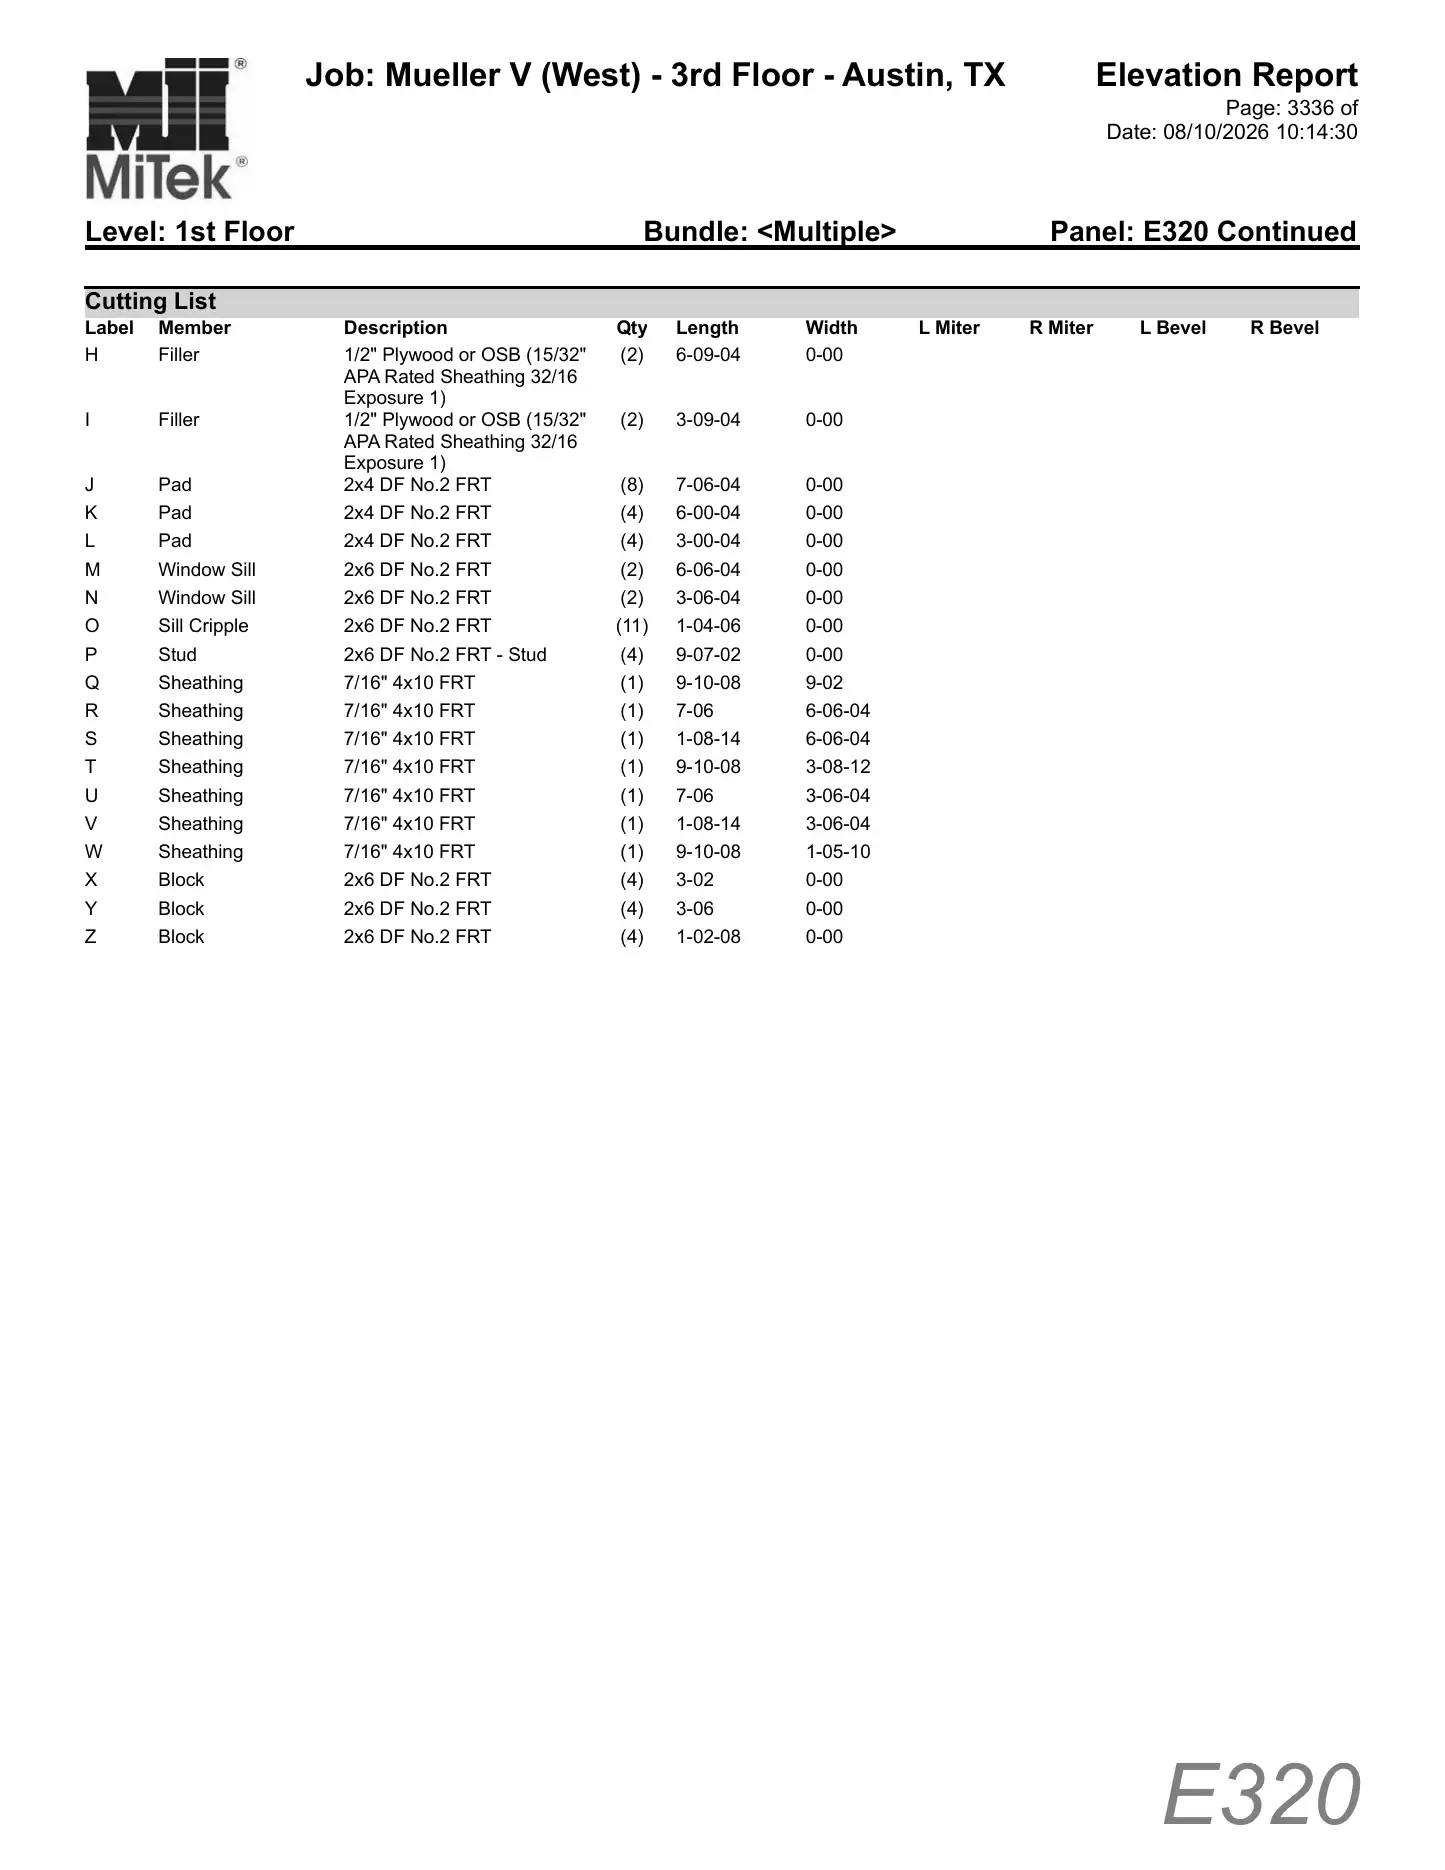 MiTek®
Job: Mueller V (West) - 3rd Floor - Austin, TX
Elevation Report
Page: 3336 of
Date: 08/10/2026 10:14:30
Level: 1st Floor Bundle: <Multiple> Panel: E320 Continued
Cutting List
Label Member Description Qty Length Width L Miter R Miter L Bevel R Bevel
H Filler 1/2" Plywood or OSB (15/32" (2) 6-09-04 0-00
APA Rated Sheathing 32/16
Exposure 1)
I Filler 1/2" Plywood or OSB (15/32" (2) 3-09-04 0-00
APA Rated Sheathing 32/16
Exposure 1)
J Pad 2x4 DF No.2 FRT (8) 7-06-04 0-00
K Pad 2x4 DF No.2 FRT (4) 6-00-04 0-00
L Pad 2x4 DF No.2 FRT (4) 3-00-04 0-00
M Window Sill 2x6 DF No.2 FRT (2) 6-06-04 0-00
N Window Sill 2x6 DF No.2 FRT (2) 3-06-04 0-00
O Sill Cripple 2x6 DF No.2 FRT (11) 1-04-06 0-00
P Stud 2x6 DF No.2 FRT - Stud (4) 9-07-02 0-00
Q Sheathing 7/16" 4x10 FRT (1) 9-10-08 9-02
R Sheathing 7/16" 4x10 FRT (1) 7-06 6-06-04
S Sheathing 7/16" 4x10 FRT (1) 1-08-14 6-06-04
T Sheathing 7/16" 4x10 FRT (1) 9-10-08 3-08-12
U Sheathing 7/16" 4x10 FRT (1) 7-06 3-06-04
V Sheathing 7/16" 4x10 FRT (1) 1-08-14 3-06-04
W Sheathing 7/16" 4x10 FRT (1) 9-10-08 1-05-10
X Block 2x6 DF No.2 FRT (4) 3-02 0-00
Y Block 2x6 DF No.2 FRT (4) 3-06 0-00
Z Block 2x6 DF No.2 FRT (4) 1-02-08 0-00
E320